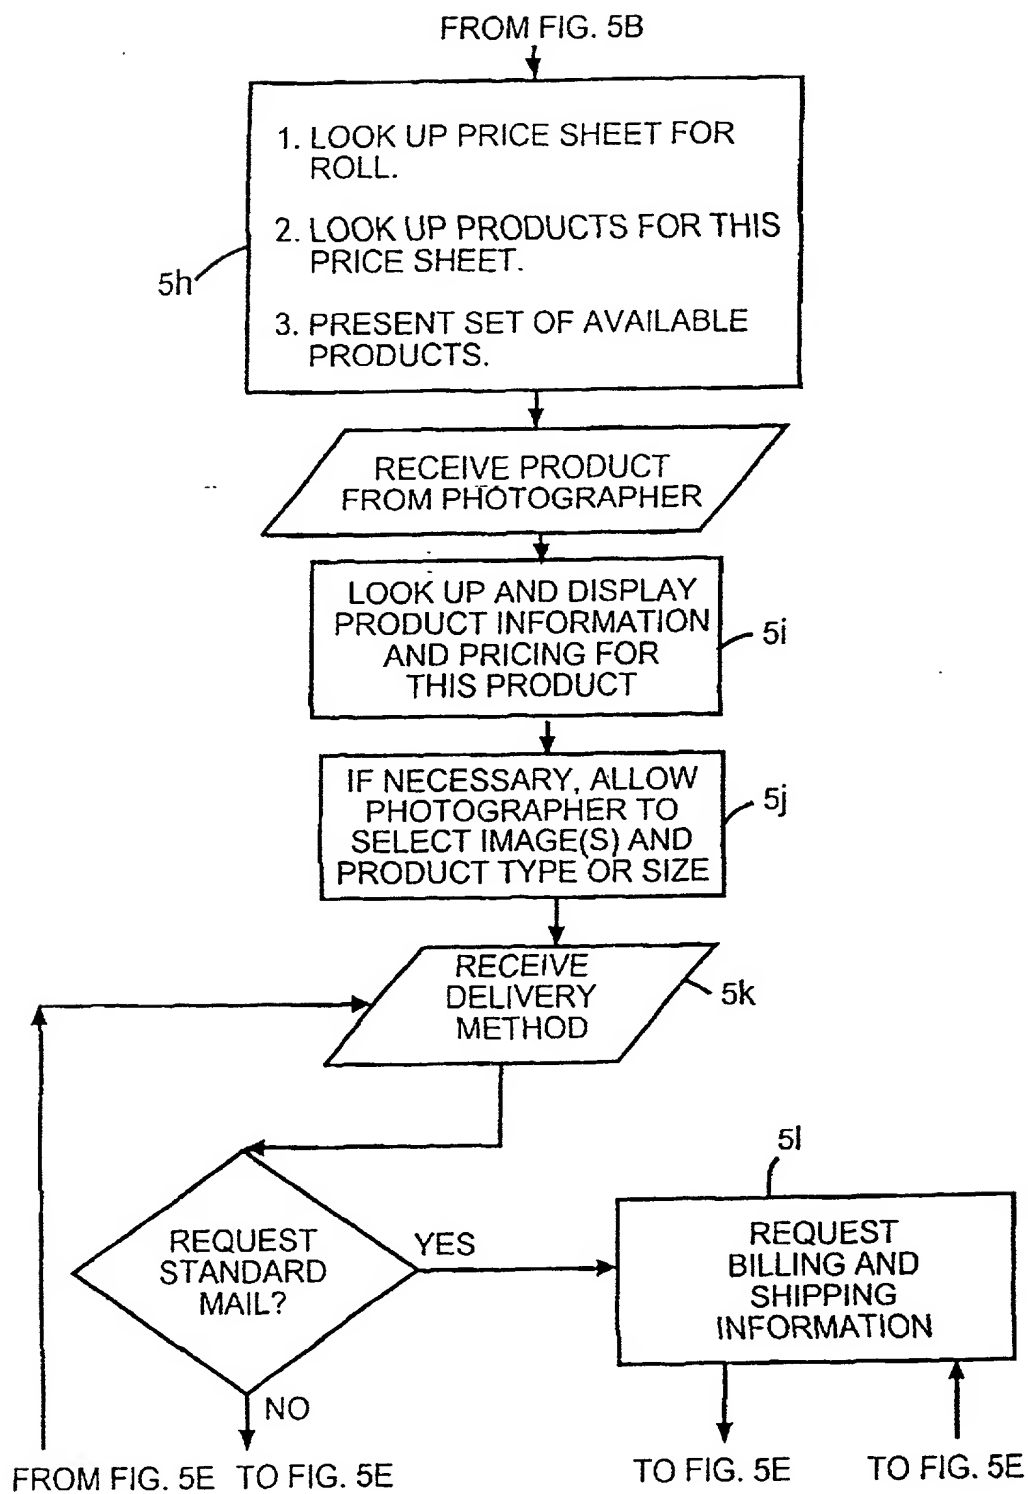 FROM FIG. 5B
1. LOOK UP PRICE SHEET FOR
ROLL.
2. LOOK UP PRODUCTS FOR THIS
PRICE SHEET.
5h
3. PRESENT SET OF AVAILABLE
PRODUCTS.
RECEIVE PRODUCT
FROM PHOTOGRAPHER
LOOK UP AND DISPLAY
PRODUCT INFORMATION
AND PRICING FOR
THIS PRODUCT
5i
IF NECESSARY, ALLOW
PHOTOGRAPHER TO
SELECT IMAGE(S) AND
PRODUCT TYPE OR SIZE
5j
RECEIVE
DELIVERY
METHOD
5k
5l
REQUEST
STANDARD
MAIL?
YES
REQUEST
BILLING AND
SHIPPING
INFORMATION
NO
FROM FIG. 5E
TO FIG. 5E
TO FIG. 5E
TO FIG. 5E